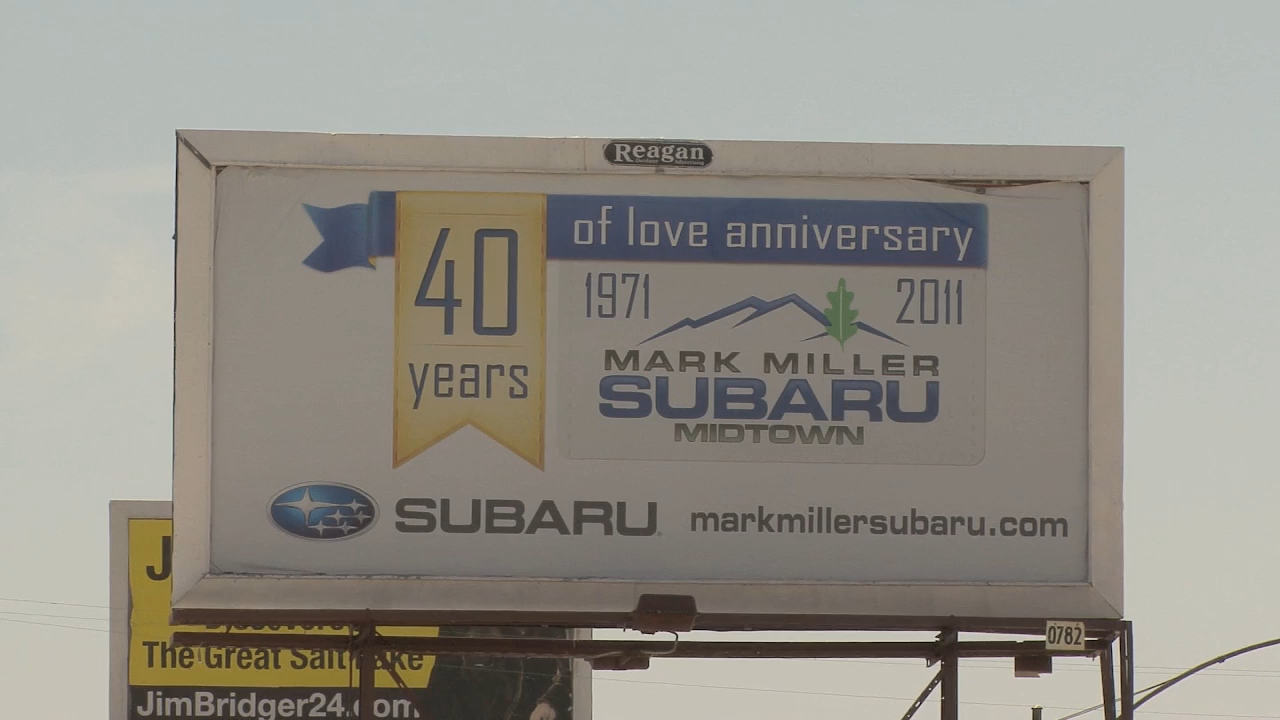 Reagan
of love anniversary
40
years
1971
2011
MARK MILLER
SUBARU
MIDTOWN
SUBARU
markmillersubaru.com
0782
J
The Great Salt Lake
JimBridger24.com